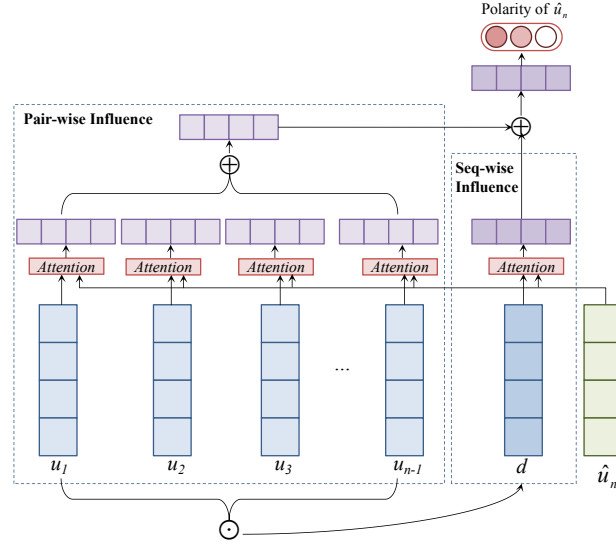 Polarity of û_n
Pair-wise Influence
Seq-wise
Influence
Attention Attention Attention Attention Attention
...
u_1 u_2 u_3 u_{n-1} d û_n